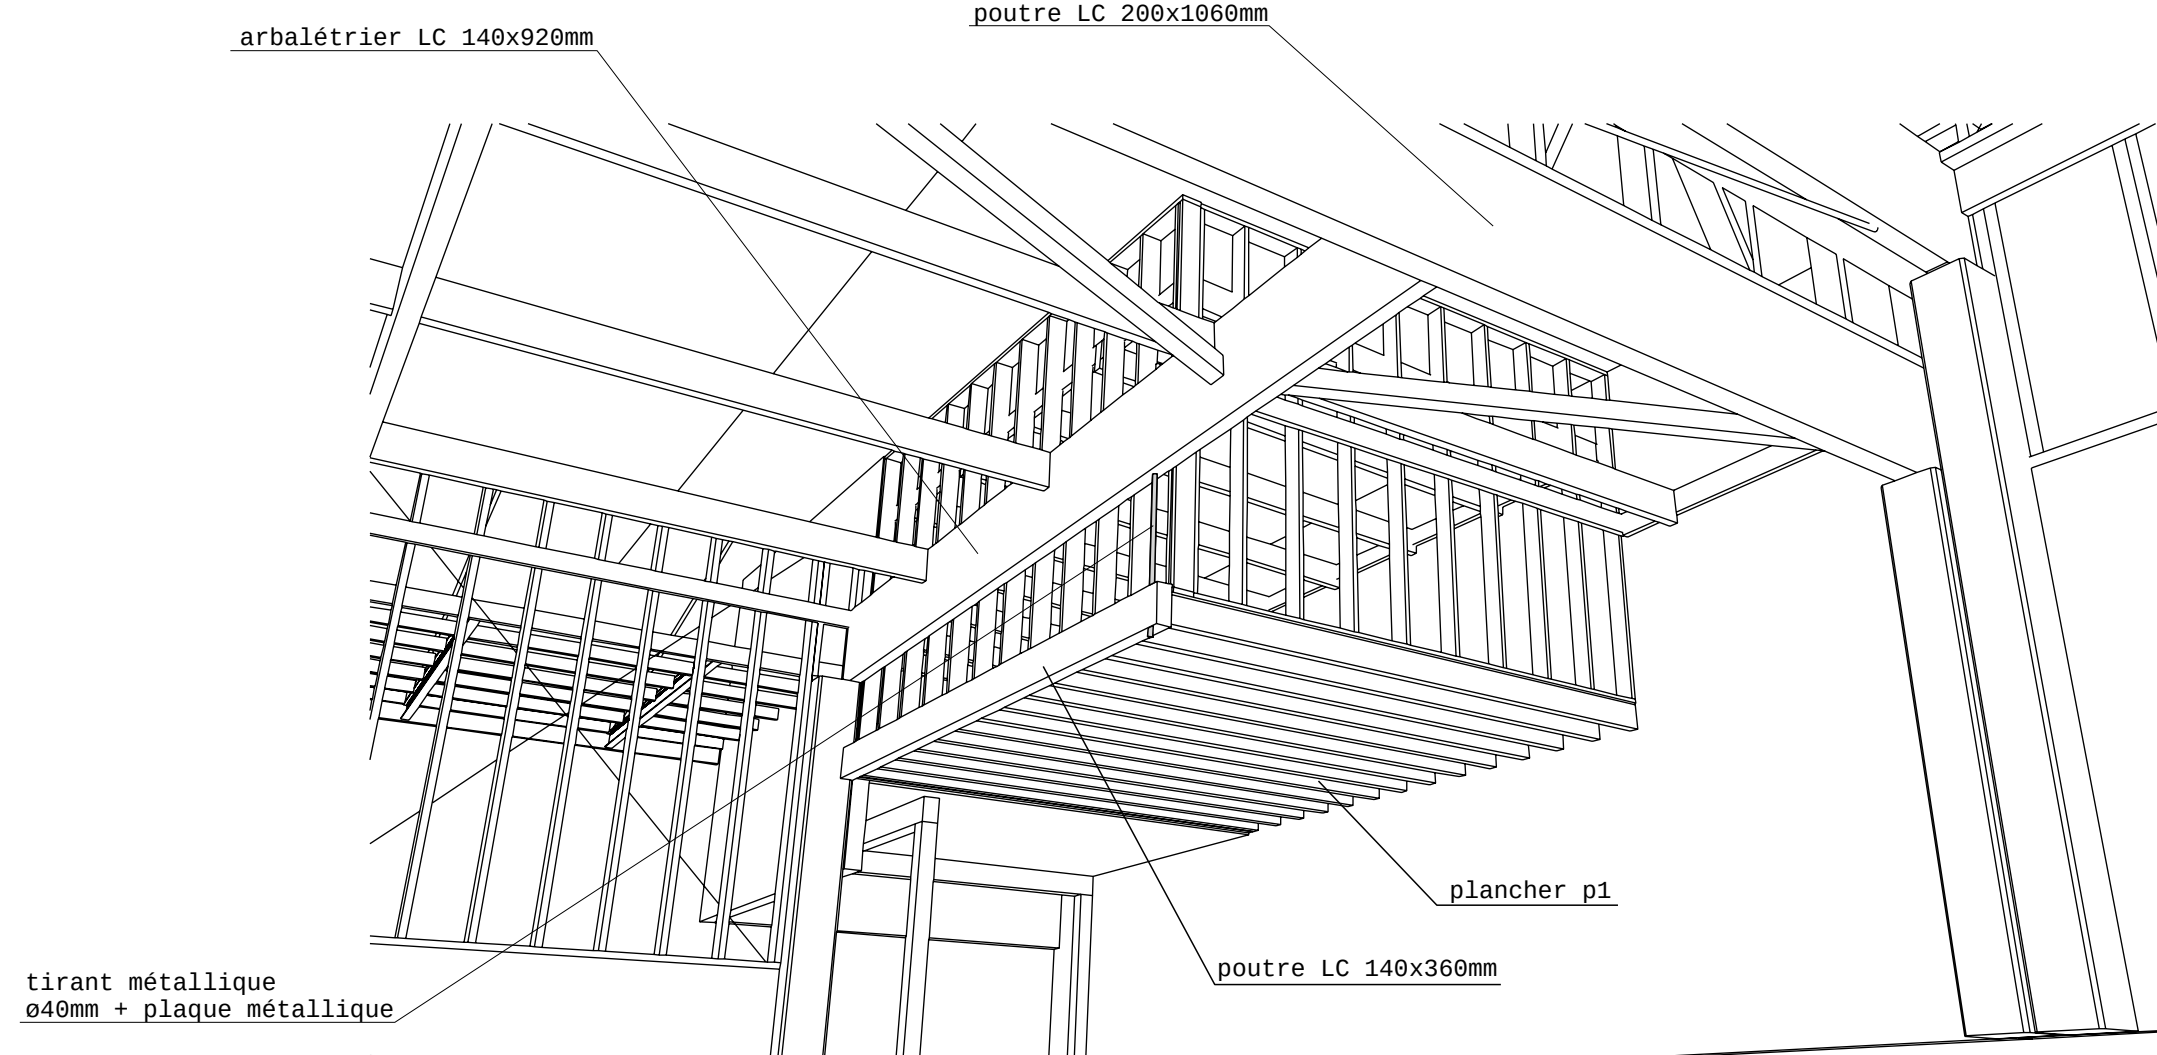 poutre LC 200x1060mm
arbalétrier LC 140x920mm
plancher p1
poutre LC 140x360mm
tirant métallique
ø40mm + plaque métallique